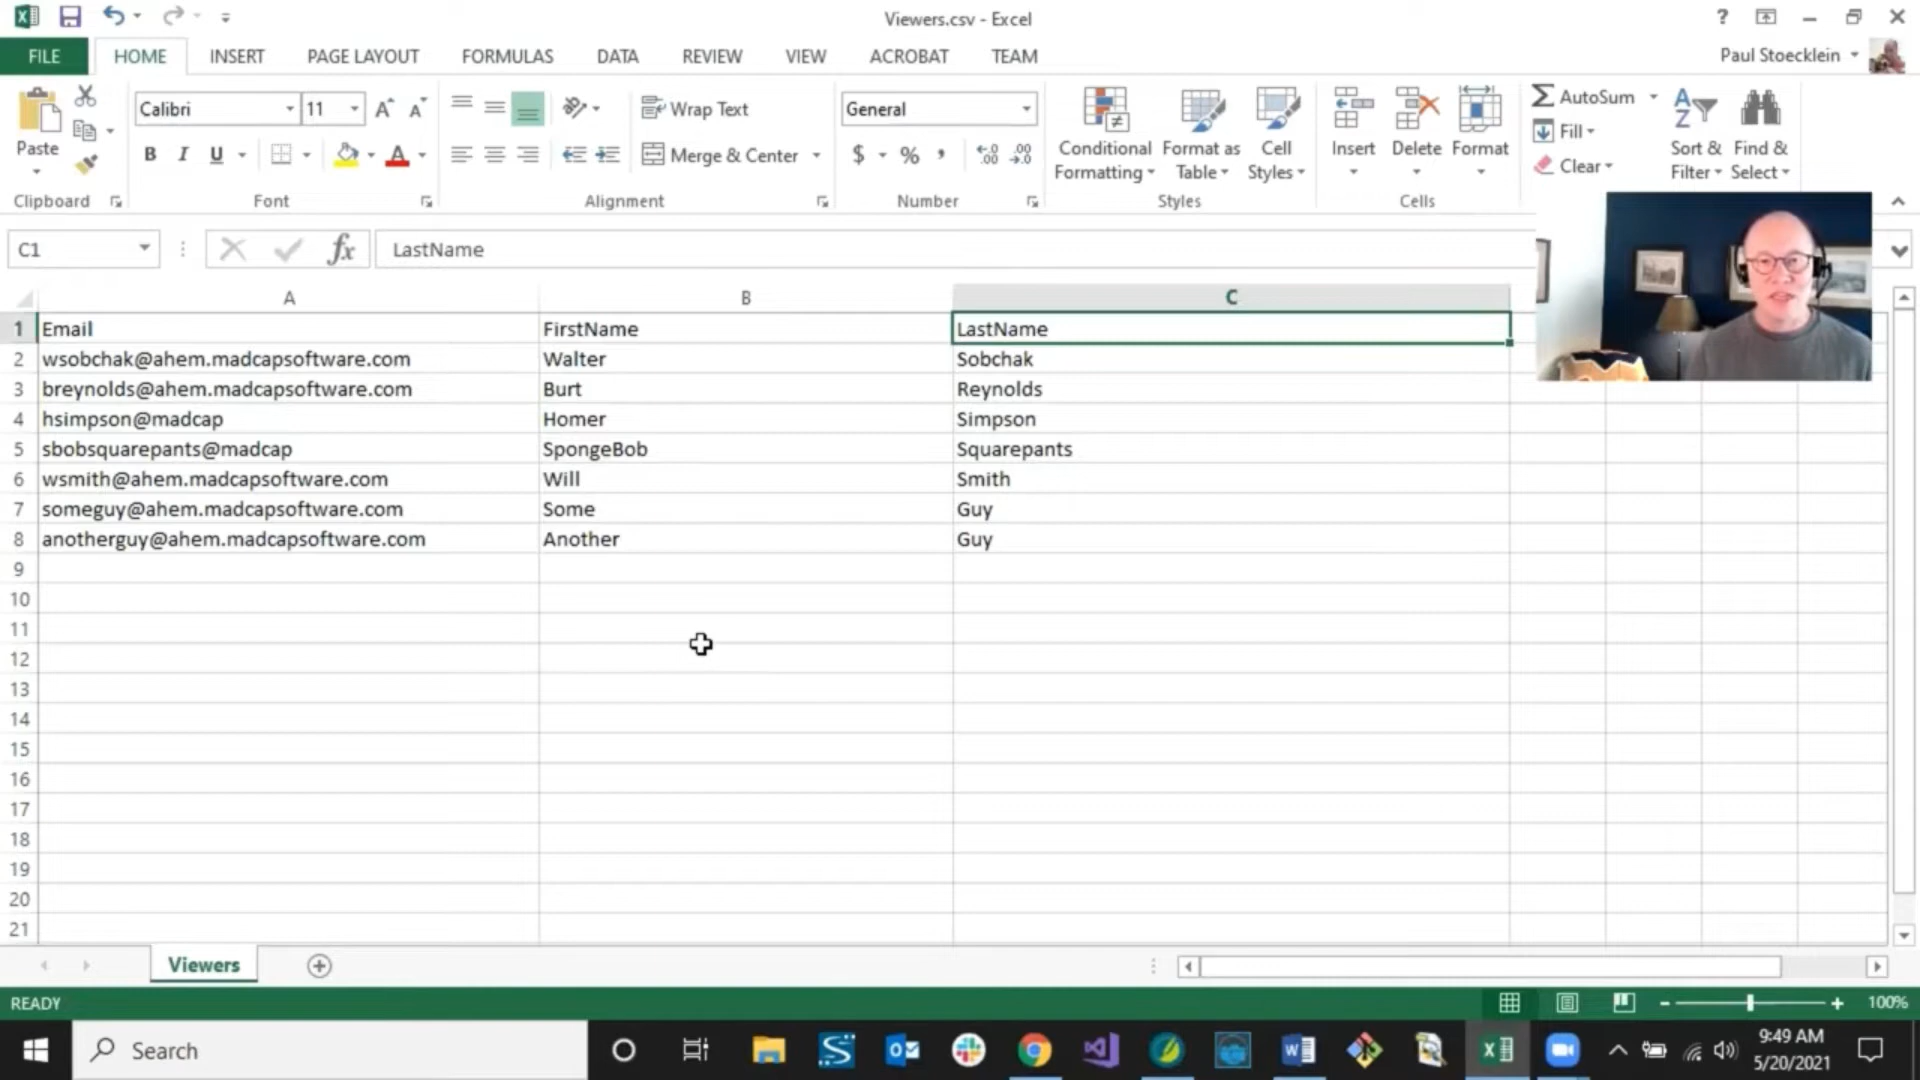 Viewers.csv - Excel
?
FILE HOME INSERT PAGE LAYOUT FORMULAS DATA REVIEW VIEW ACROBAT TEAM
Paul Stoecklein
Paste
Calibri 11
B I U
Wrap Text
Merge & Center
General
$ % ,
Conditional Formatting
Format as Table
Cell Styles
Insert
Delete
Format
AutoSum
Fill
Clear
Sort & Filter
Find & Select
Clipboard Font Alignment Number Styles Cells
C1 fx LastName
A B C
1 Email FirstName LastName
2 wsobchak@ahem.madcapsoftware.com Walter Sobchak
3 breynolds@ahem.madcapsoftware.com Burt Reynolds
4 hsimpson@madcap Homer Simpson
5 sbobsquarepants@madcap SpongeBob Squarepants
6 wsmith@ahem.madcapsoftware.com Will Smith
7 someguy@ahem.madcapsoftware.com Some Guy
8 anotherguy@ahem.madcapsoftware.com Another Guy
9
10
11
12
13
14
15
16
17
18
19
20
21
Viewers
READY
100%
Search
9:49 AM
5/20/2021